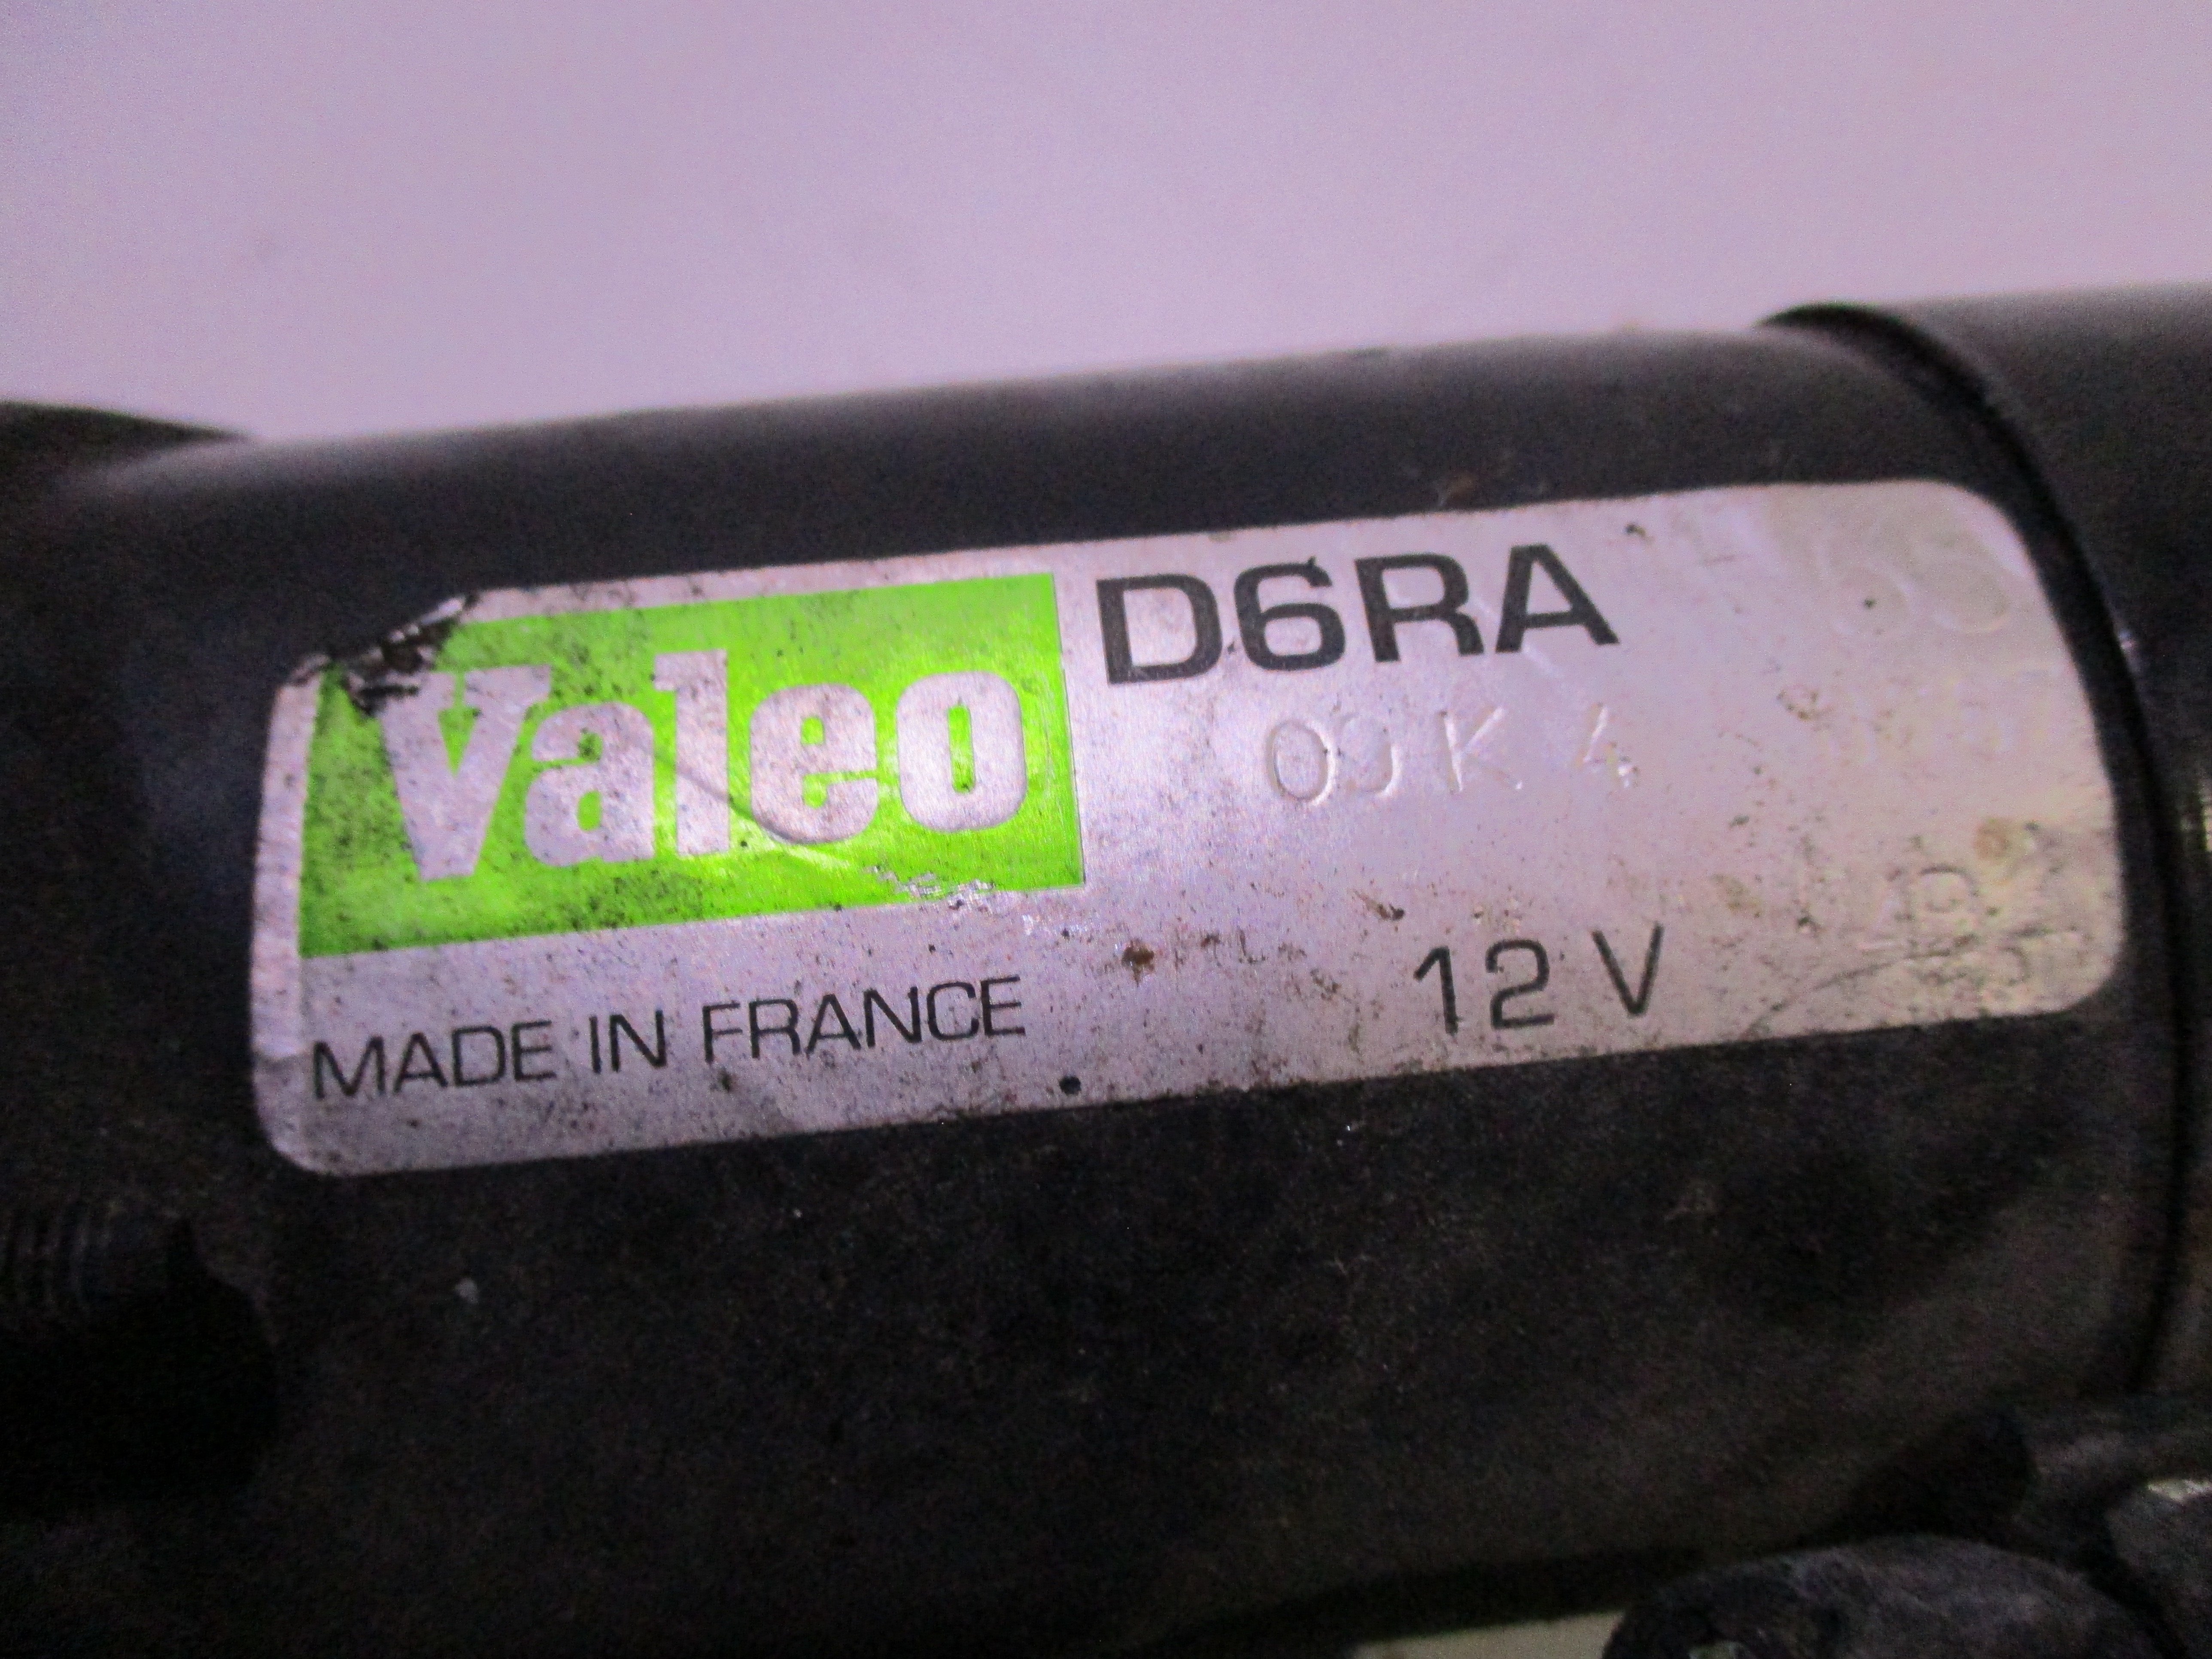 Valeo
D6RA
MADE IN FRANCE
12 V